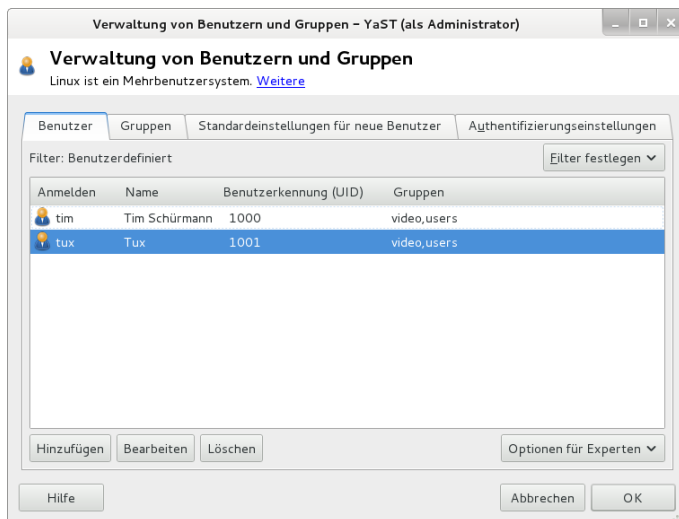 Verwaltung von Benutzern und Gruppen – YaST (als Administrator)
Verwaltung von Benutzern und Gruppen
Linux ist ein Mehrbenutzersystem. Weitere
Benutzer Gruppen Standardeinstellungen für neue Benutzer Authentifizierungseinstellungen
Filter: Benutzerdefiniert Filter festlegen
Anmelden Name Benutzerkennung (UID) Gruppen
tim Tim Schürmann 1000 video,users
tux Tux 1001 video,users
Hinzufügen Bearbeiten Löschen Optionen für Experten
Hilfe Abbrechen OK